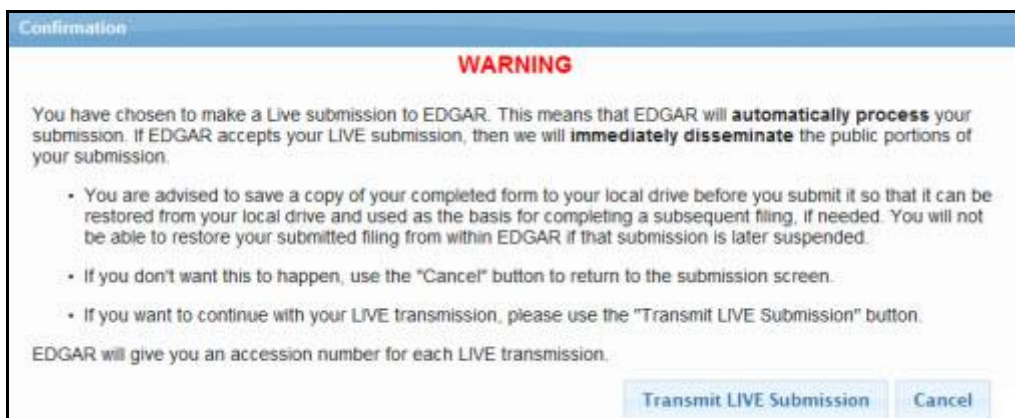 Confirmation
WARNING
You have chosen to make a Live submission to EDGAR. This means that EDGAR will automatically process your
submission. If EDGAR accepts your LIVE submission, then we will immediately disseminate the public portions of
your submission.
• You are advised to save a copy of your completed form to your local drive before you submit it so that it can be
restored from your local drive and used as the basis for completing a subsequent filing, if needed. You will not
be able to restore your submitted filing from within EDGAR if that submission is later suspended.
• If you don't want this to happen, use the "Cancel" button to return to the submission screen.
• If you want to continue with your LIVE transmission, please use the "Transmit LIVE Submission" button.
EDGAR will give you an accession number for each LIVE transmission.
Transmit LIVE Submission Cancel